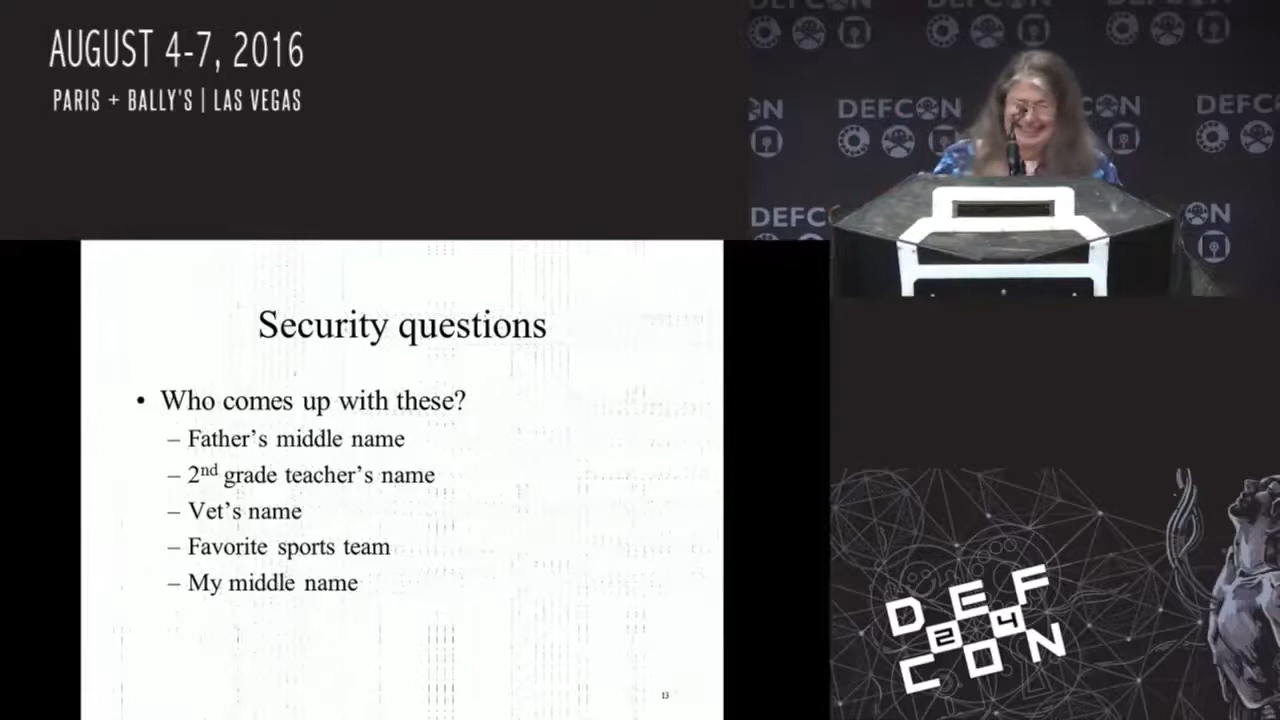 AUGUST 4-7, 2016
PARIS + BALLY'S | LAS VEGAS
DEFCON
DEFCON
DEFCON
Security questions
• Who comes up with these?
– Father's middle name
– 2nd grade teacher's name
– Vet's name
– Favorite sports team
– My middle name
13
DEF
24
CON